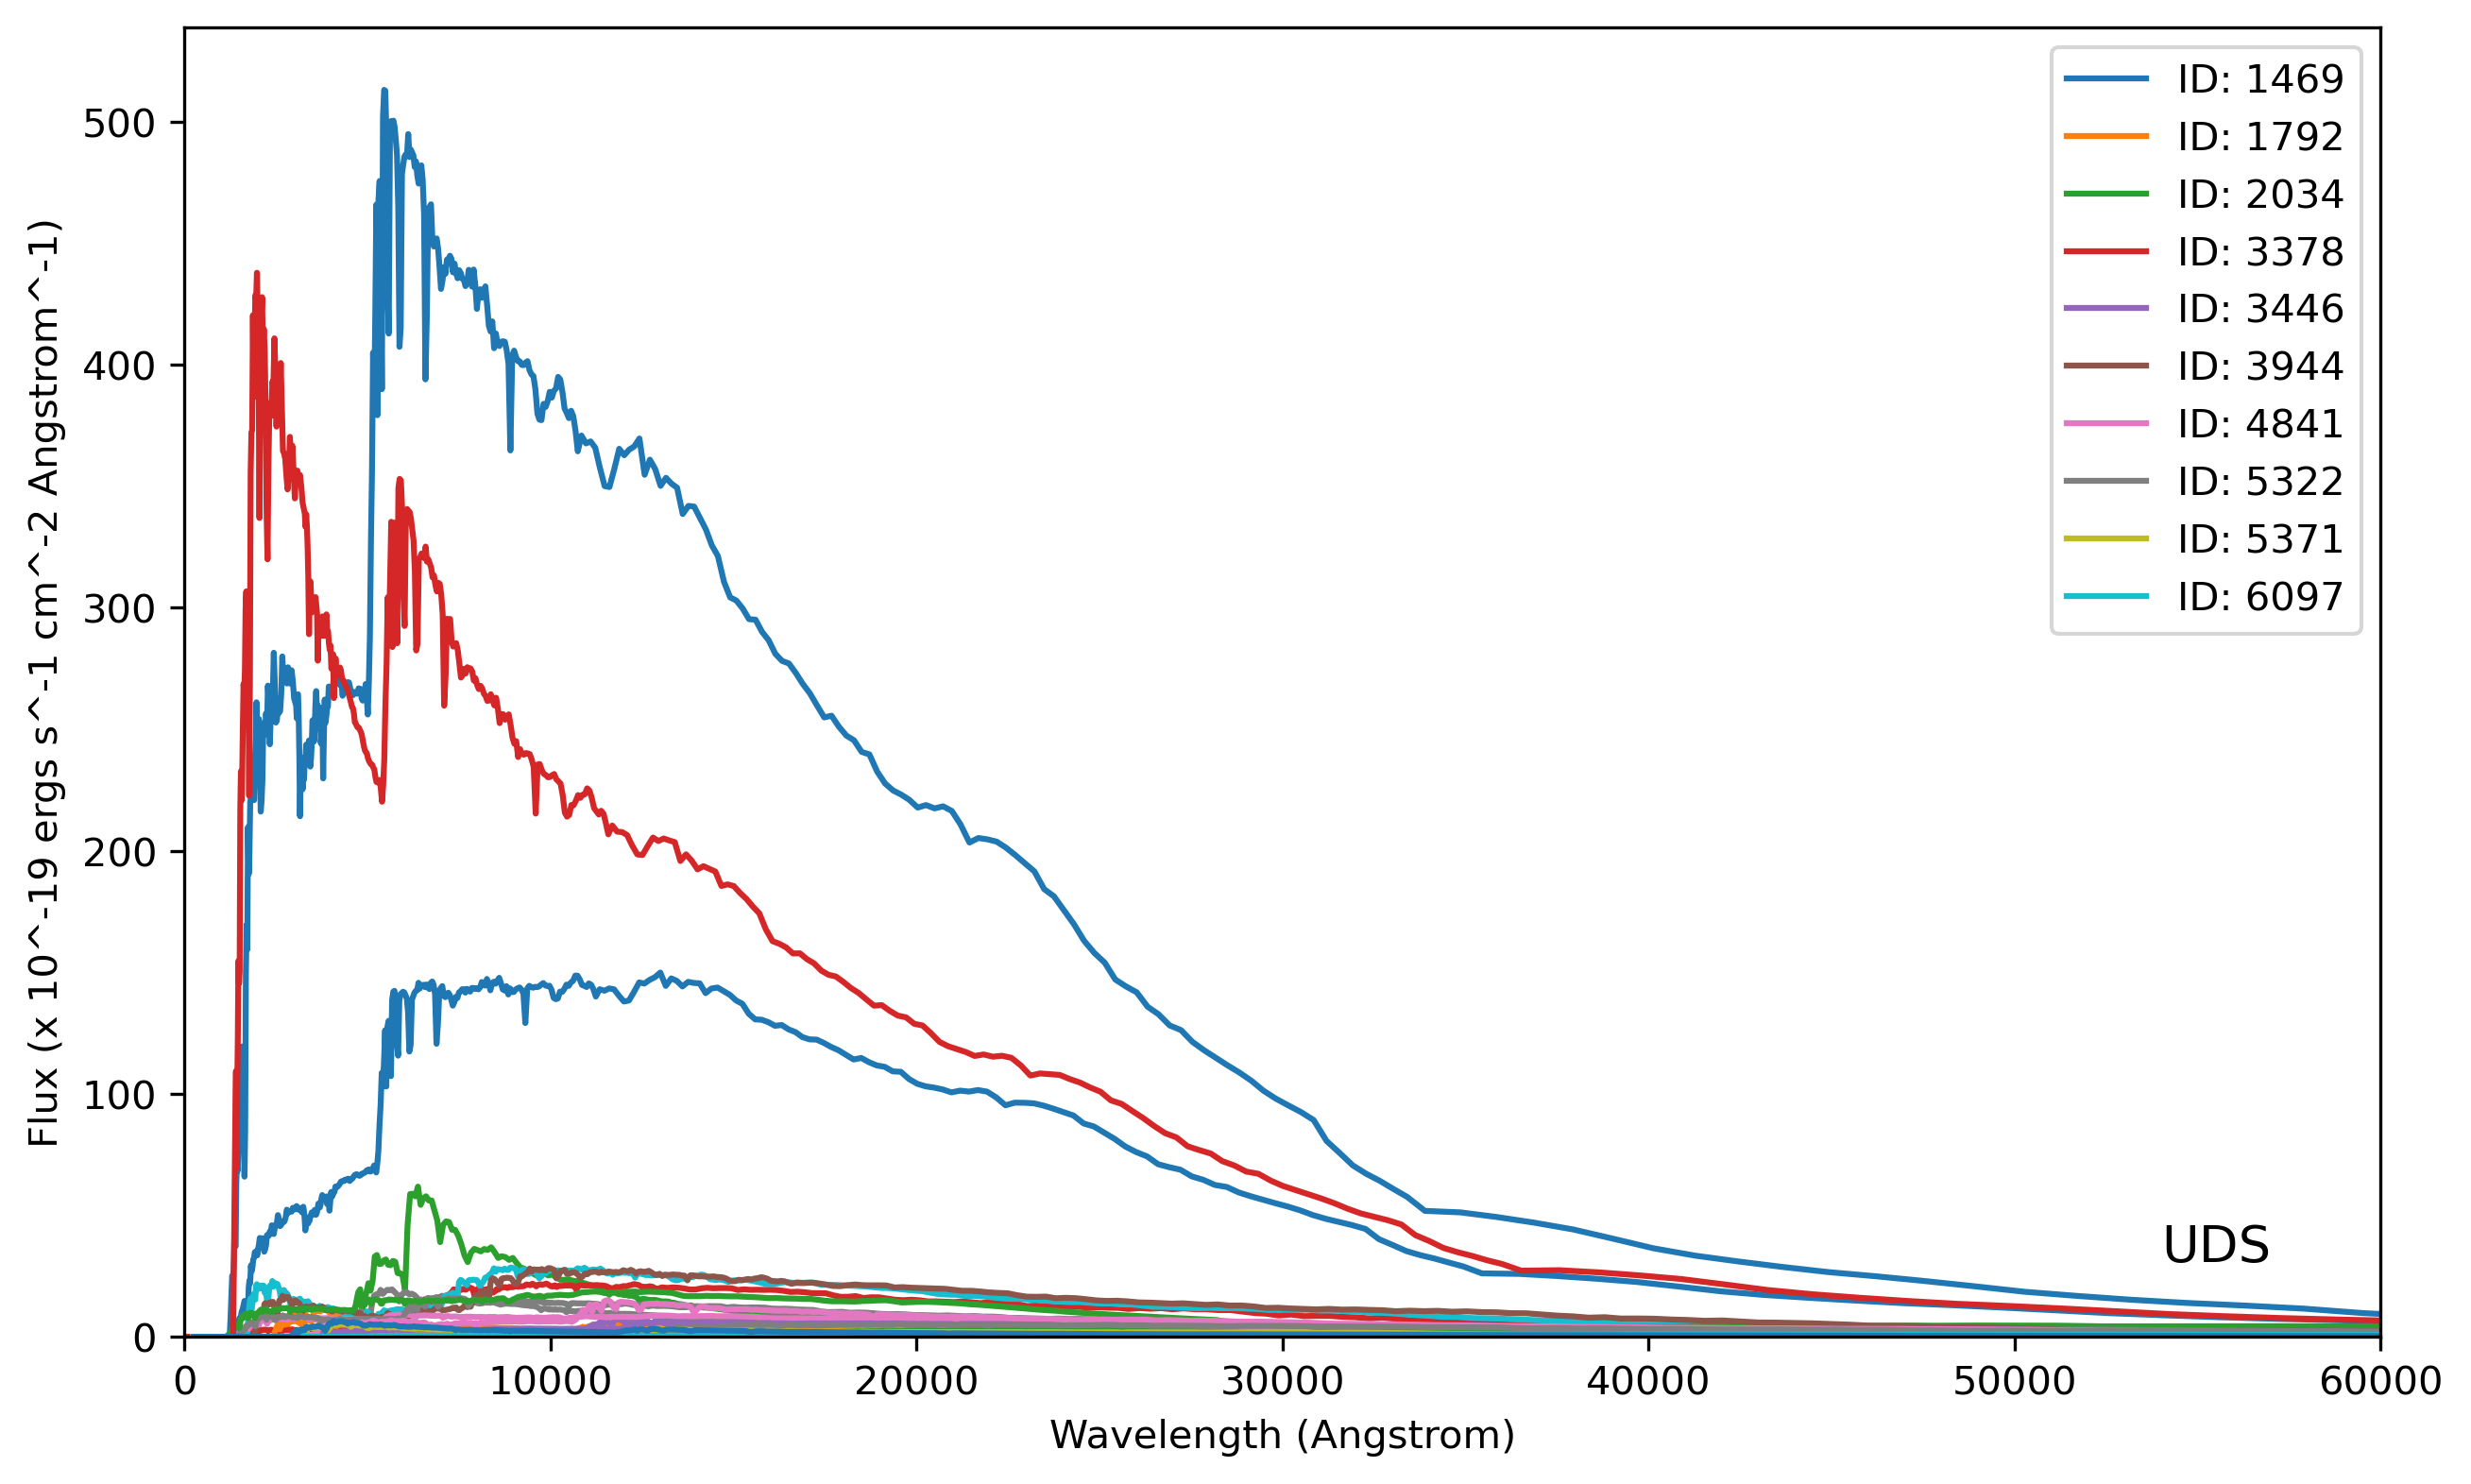 Flux (x 10^-19 ergs s^-1 cm^-2 Angstrom^-1)
500
400
300
200
100
0
ID: 1469
ID: 1792
ID: 2034
ID: 3378
ID: 3446
ID: 3944
ID: 4841
ID: 5322
ID: 5371
ID: 6097
UDS
0 10000 20000 30000 40000 50000 60000
Wavelength (Angstrom)